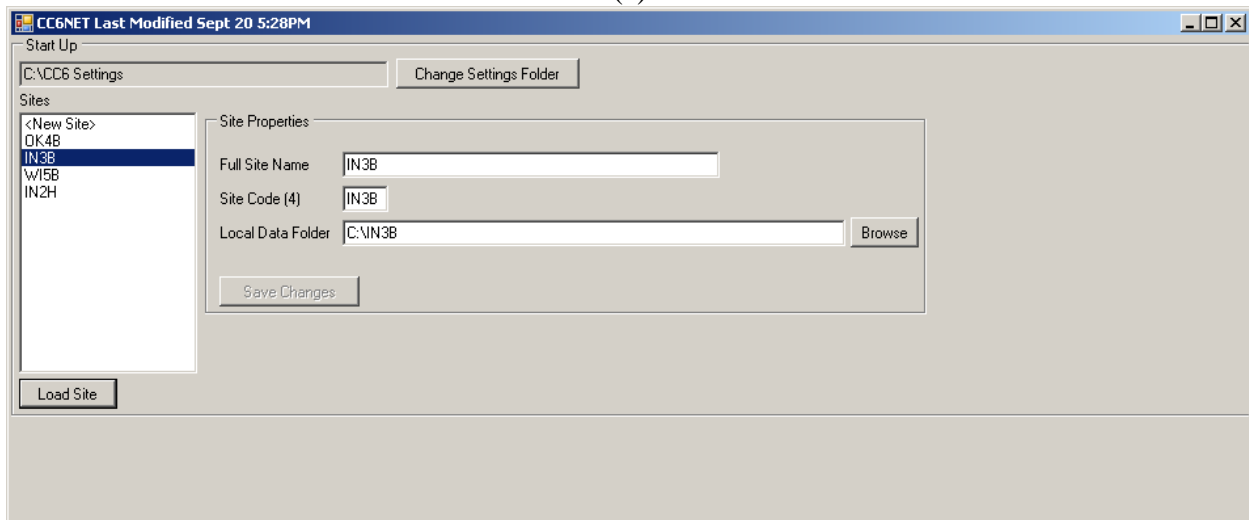 CC6NET Last Modified Sept 20 5:28PM
Start Up
C:\CC6 Settings
Change Settings Folder
Sites
<New Site>
OK4B
IN3B
WI5B
IN2H
Site Properties
Full Site Name IN3B
Site Code (4) IN3B
Local Data Folder C:\IN3B Browse
Save Changes
Load Site